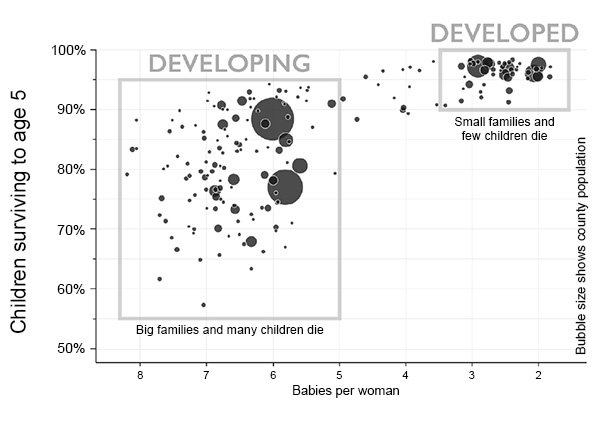 DEVELOPED
DEVELOPING
Children surviving to age 5
100%
90%
80%
70%
60%
50%
Small families and
few children die
Big families and many children die
Bubble size shows county population
8 7 6 5 4 3 2
Babies per woman